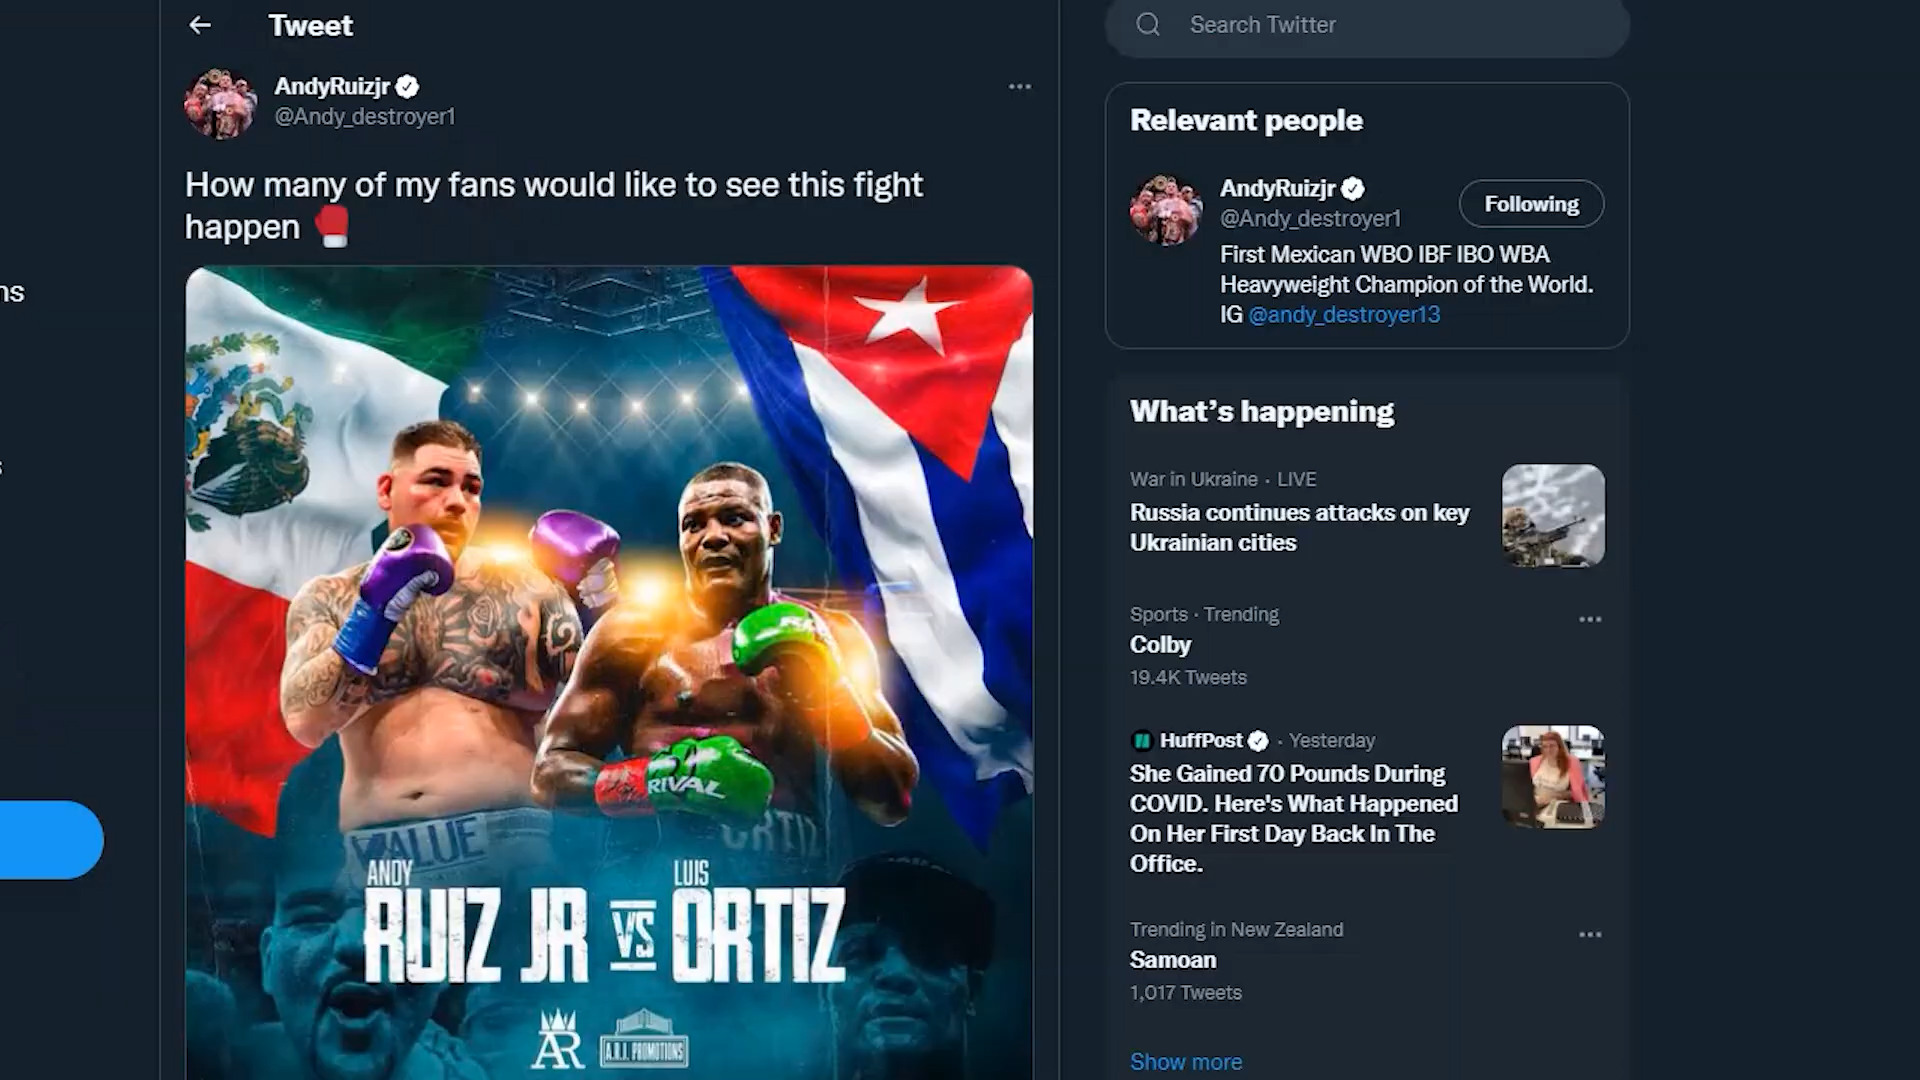 Tweet
AndyRuizjr
@Andy_destroyer1
How many of my fans would like to see this fight
happen
RIVAL
VALUE
ORTIZ
ANDY
LUIS
RUIZ JR VS ORTIZ
AR
A.R.J. PROMOTIONS
ns
s
Search Twitter
Relevant people
AndyRuizjr
@Andy_destroyer1
Following
First Mexican WBO IBF IBO WBA
Heavyweight Champion of the World.
IG @andy_destroyer13
What's happening
War in Ukraine · LIVE
Russia continues attacks on key
Ukrainian cities
Sports · Trending
Colby
19.4K Tweets
HuffPost · Yesterday
She Gained 70 Pounds During
COVID. Here's What Happened
On Her First Day Back In The
Office.
Trending in New Zealand
Samoan
1,017 Tweets
Show more